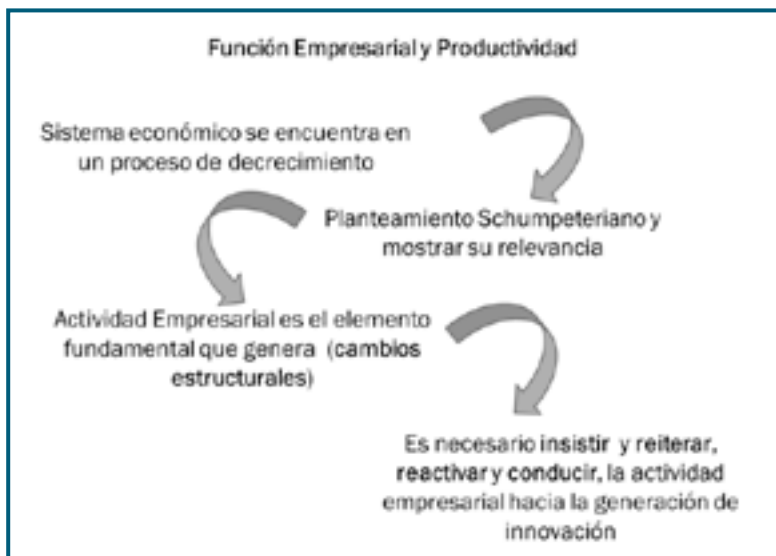 Función Empresarial y Productividad
Sistema económico se encuentra en
un proceso de decrecimiento
Planteamiento Schumpeteriano y
mostrar su relevancia
Actividad Empresarial es el elemento
fundamental que genera (cambios
estructurales)
Es necesario insistir y reiterar,
reactivar y conducir, la actividad
empresarial hacia la generación de
innovación